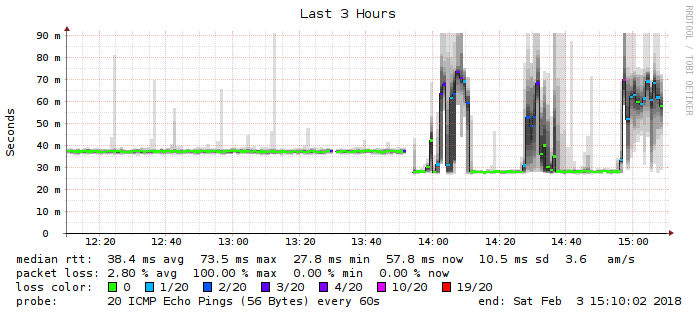 Last 3 Hours
RRDTOOL / TOBI OETIKER
Seconds
90 m
80 m
70 m
60 m
50 m
40 m
30 m
20 m
10 m
0
12:20 12:40 13:00 13:20 13:40 14:00 14:20 14:40 15:00
median rtt: 38.4 ms avg 73.5 ms max 27.8 ms min 57.8 ms now 10.5 ms sd 3.6 am/s
packet loss: 2.80 % avg 100.00 % max 0.00 % min 0.00 % now
loss color: 0 1/20 2/20 3/20 4/20 10/20 19/20
probe: 20 ICMP Echo Pings (56 Bytes) every 60s end: Sat Feb 3 15:10:02 2018